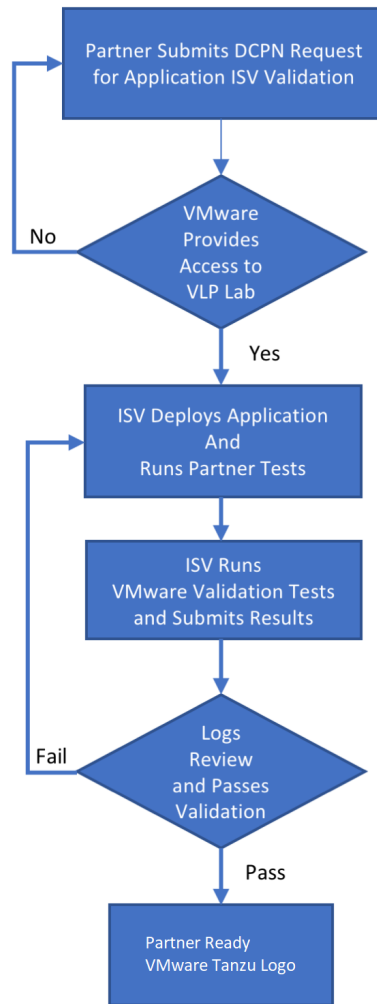 Partner Submits DCPN Request
for Application ISV Validation
VMware
Provides
Access to
VLP Lab
No
Yes
ISV Deploys Application
And
Runs Partner Tests
ISV Runs
VMware Validation Tests
and Submits Results
Logs
Review
and Passes
Validation
Fail
Pass
Partner Ready
VMware Tanzu Logo